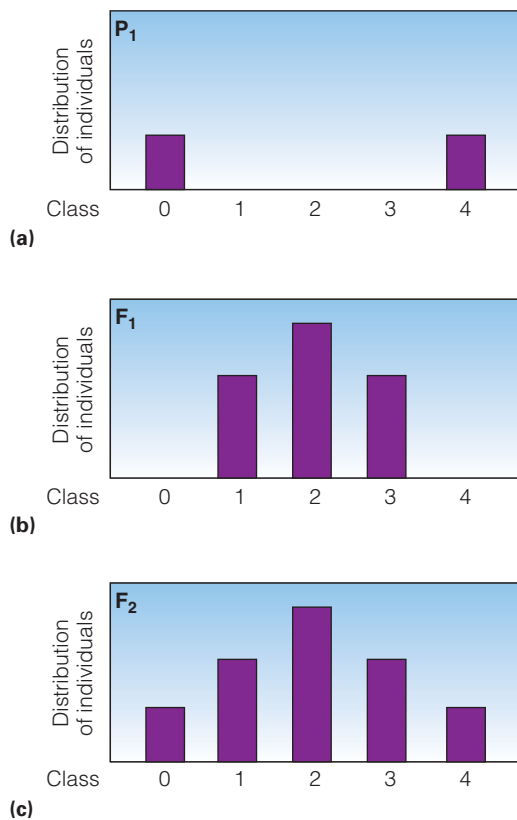 P₁
Distribution
of individuals
Class 0 1 2 3 4
(a)
F₁
Distribution
of individuals
Class 0 1 2 3 4
(b)
F₂
Distribution
of individuals
Class 0 1 2 3 4
(c)